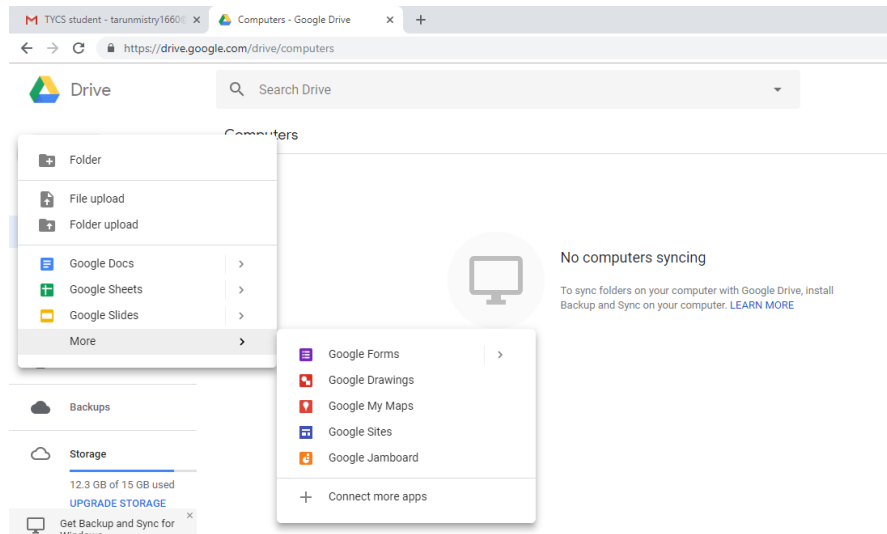 TYCS student - tarunmistry1660
Computers - Google Drive
https://drive.google.com/drive/computers
Drive
Search Drive
Computers
Folder
File upload
Folder upload
Google Docs
Google Sheets
Google Slides
More
Google Forms
Google Drawings
Google My Maps
Google Sites
Google Jamboard
Connect more apps
No computers syncing
To sync folders on your computer with Google Drive, install
Backup and Sync on your computer. LEARN MORE
Backups
Storage
12.3 GB of 15 GB used
UPGRADE STORAGE
Get Backup and Sync for